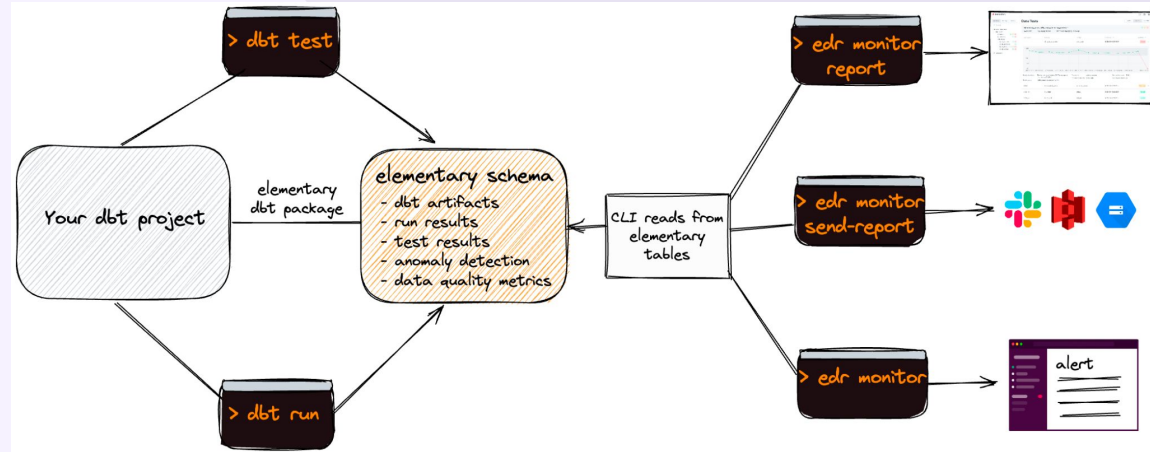 > dbt test
Your dbt project
elementary
dbt package
elementary schema
- dbt artifacts
- run results
- test results
- anomaly detection
- data quality metrics
> dbt run
CLI reads from
elementary
tables
> edr monitor
report
> edr monitor
send-report
> edr monitor
alert